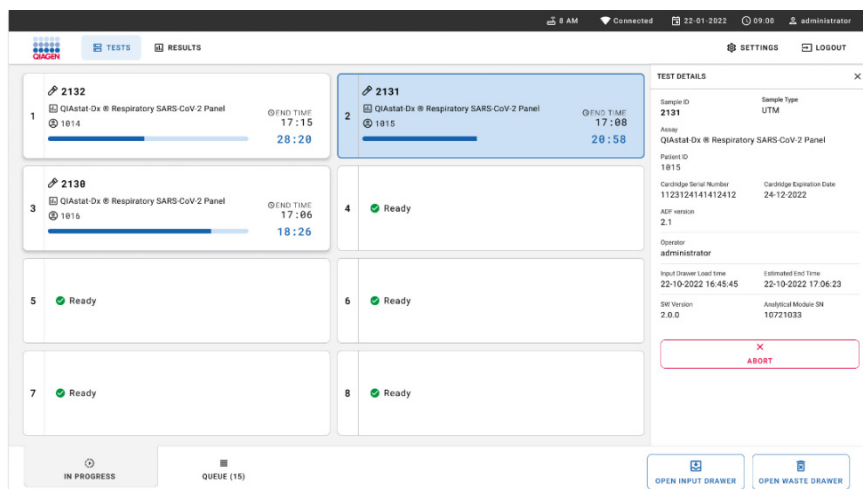 8 AM Connected 22-01-2022 09:00 administrator
QIAGEN TESTS RESULTS SETTINGS LOGOUT
1
2132
QIAstat-Dx ® Respiratory SARS-CoV-2 Panel
1014
END TIME
17:15
28:20
2
2131
QIAstat-Dx ® Respiratory SARS-CoV-2 Panel
1015
END TIME
17:08
20:58
3
2130
QIAstat-Dx ® Respiratory SARS-CoV-2 Panel
1016
END TIME
17:06
18:26
4 Ready
5 Ready
6 Ready
7 Ready
8 Ready
TEST DETAILS
Sample ID Sample Type
2131 UTM
Assay
QIAstat-Dx ® Respiratory SARS-CoV-2 Panel
Patient ID
1015
Cardridge Serial Number Cardridge Expiration Date
1123124141412412 24-12-2022
ADF version
2.1
Operator
administrator
Input Drawer Load time Estimated End Time
22-10-2022 16:45:45 22-10-2022 17:06:23
SW Version Analytical Module SN
2.0.0 10721033
ABORT
IN PROGRESS QUEUE (15) OPEN INPUT DRAWER OPEN WASTE DRAWER